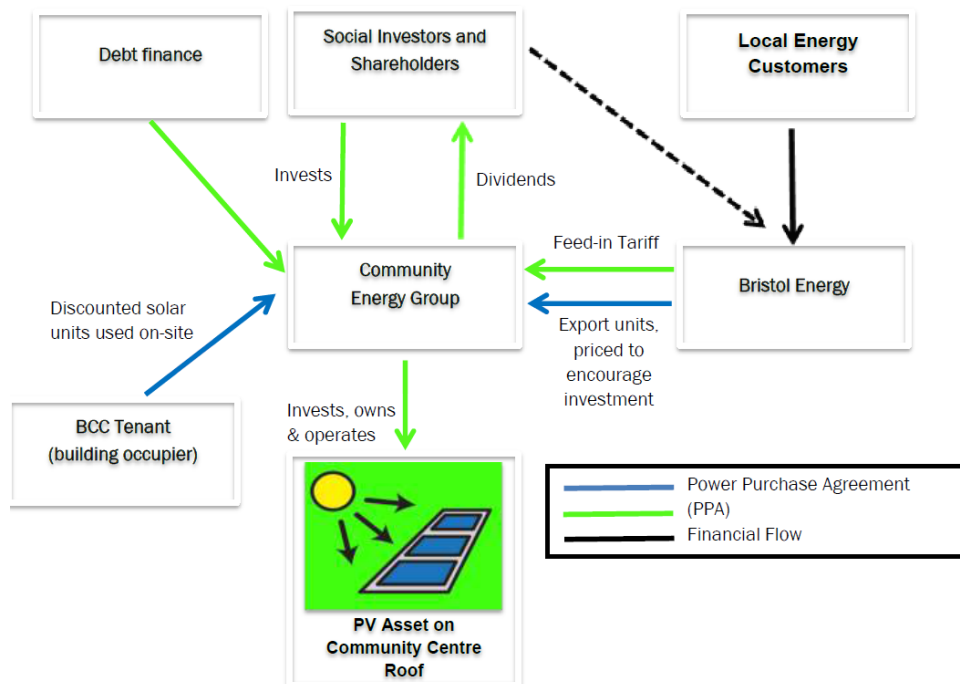 Debt finance
Social Investors and
Shareholders
Local Energy
Customers
Invests
Dividends
Feed-in Tariff
Community
Energy Group
Bristol Energy
Discounted solar
units used on-site
Export units,
priced to
encourage
investment
BCC Tenant
(building occupier)
Invests, owns
& operates
PV Asset on
Community Centre
Roof
Power Purchase Agreement
(PPA)
Financial Flow